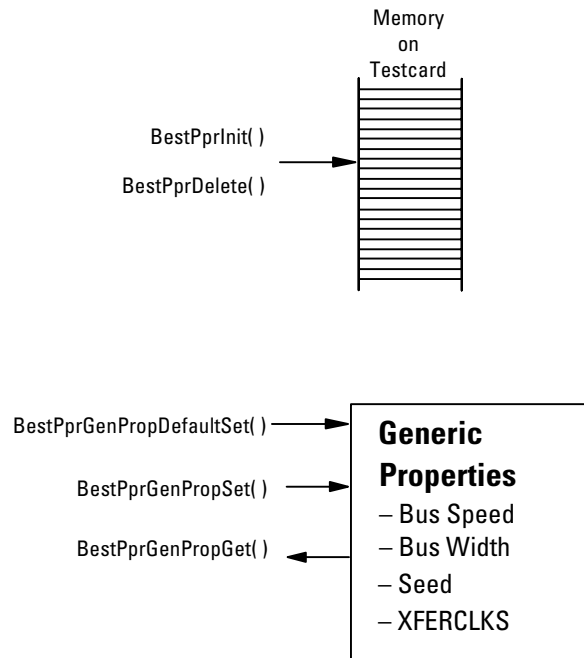 Memory
on
Testcard
BestPprInit( )
BestPprDelete( )
BestPprGenPropDefaultSet( )
BestPprGenPropSet( )
BestPprGenPropGet( )
Generic
Properties
– Bus Speed
– Bus Width
– Seed
– XFERCLKS